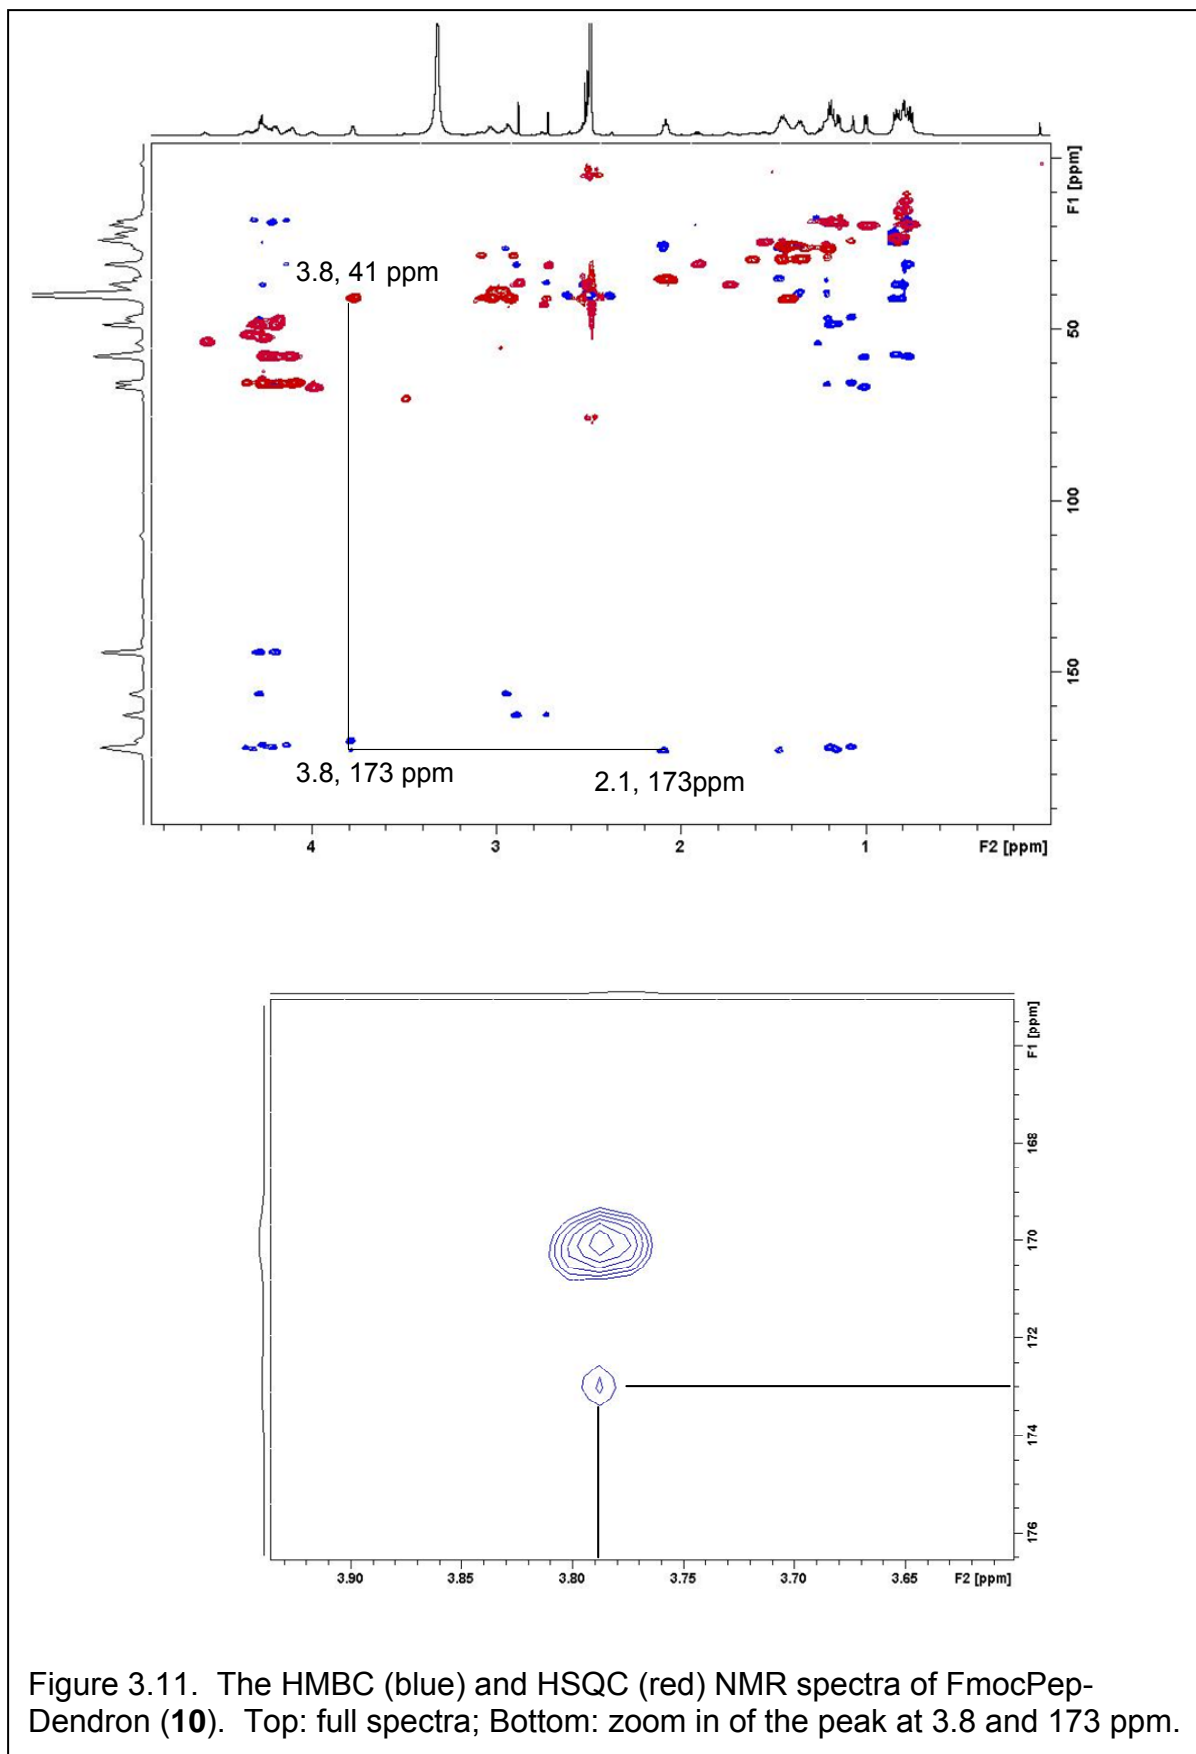 F1 [ppm]
50
100
150
3.8, 41 ppm
3.8, 173 ppm
2.1, 173ppm
4 3 2 1 F2 [ppm]
F1 [ppm]
168
170
172
174
176
3.90 3.85 3.80 3.75 3.70 3.65 F2 [ppm]
Figure 3.11. The HMBC (blue) and HSQC (red) NMR spectra of FmocPep-
Dendron (10). Top: full spectra; Bottom: zoom in of the peak at 3.8 and 173 ppm.